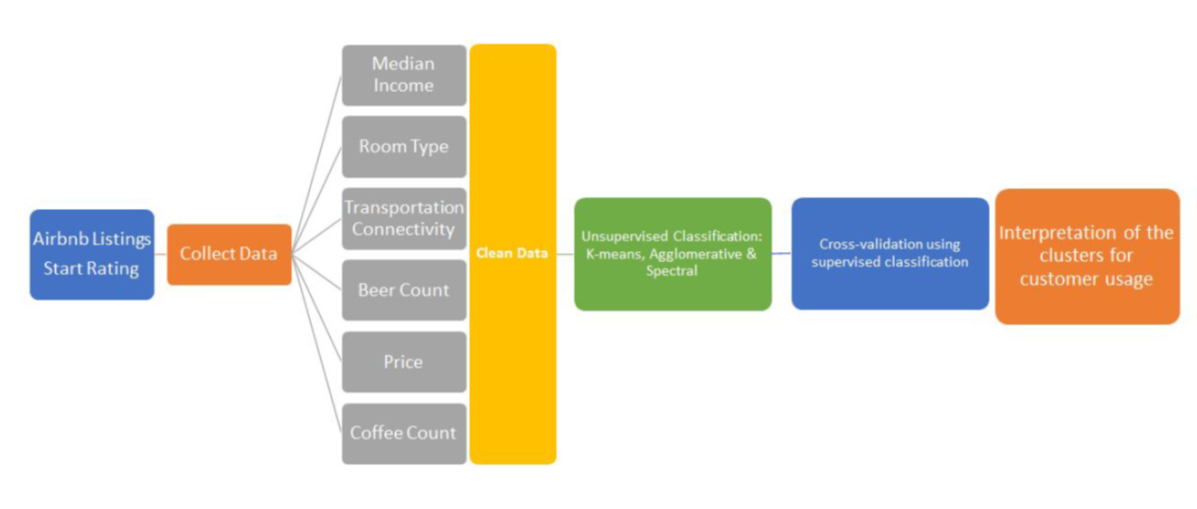 Airbnb Listings
Start Rating
Collect Data
Median
Income
Room Type
Transportation
Connectivity
Beer Count
Price
Coffee Count
Clean Data
Unsupervised Classification:
K-means, Agglomerative &
Spectral
Cross-validation using
supervised classification
Interpretation of the
clusters for
customer usage